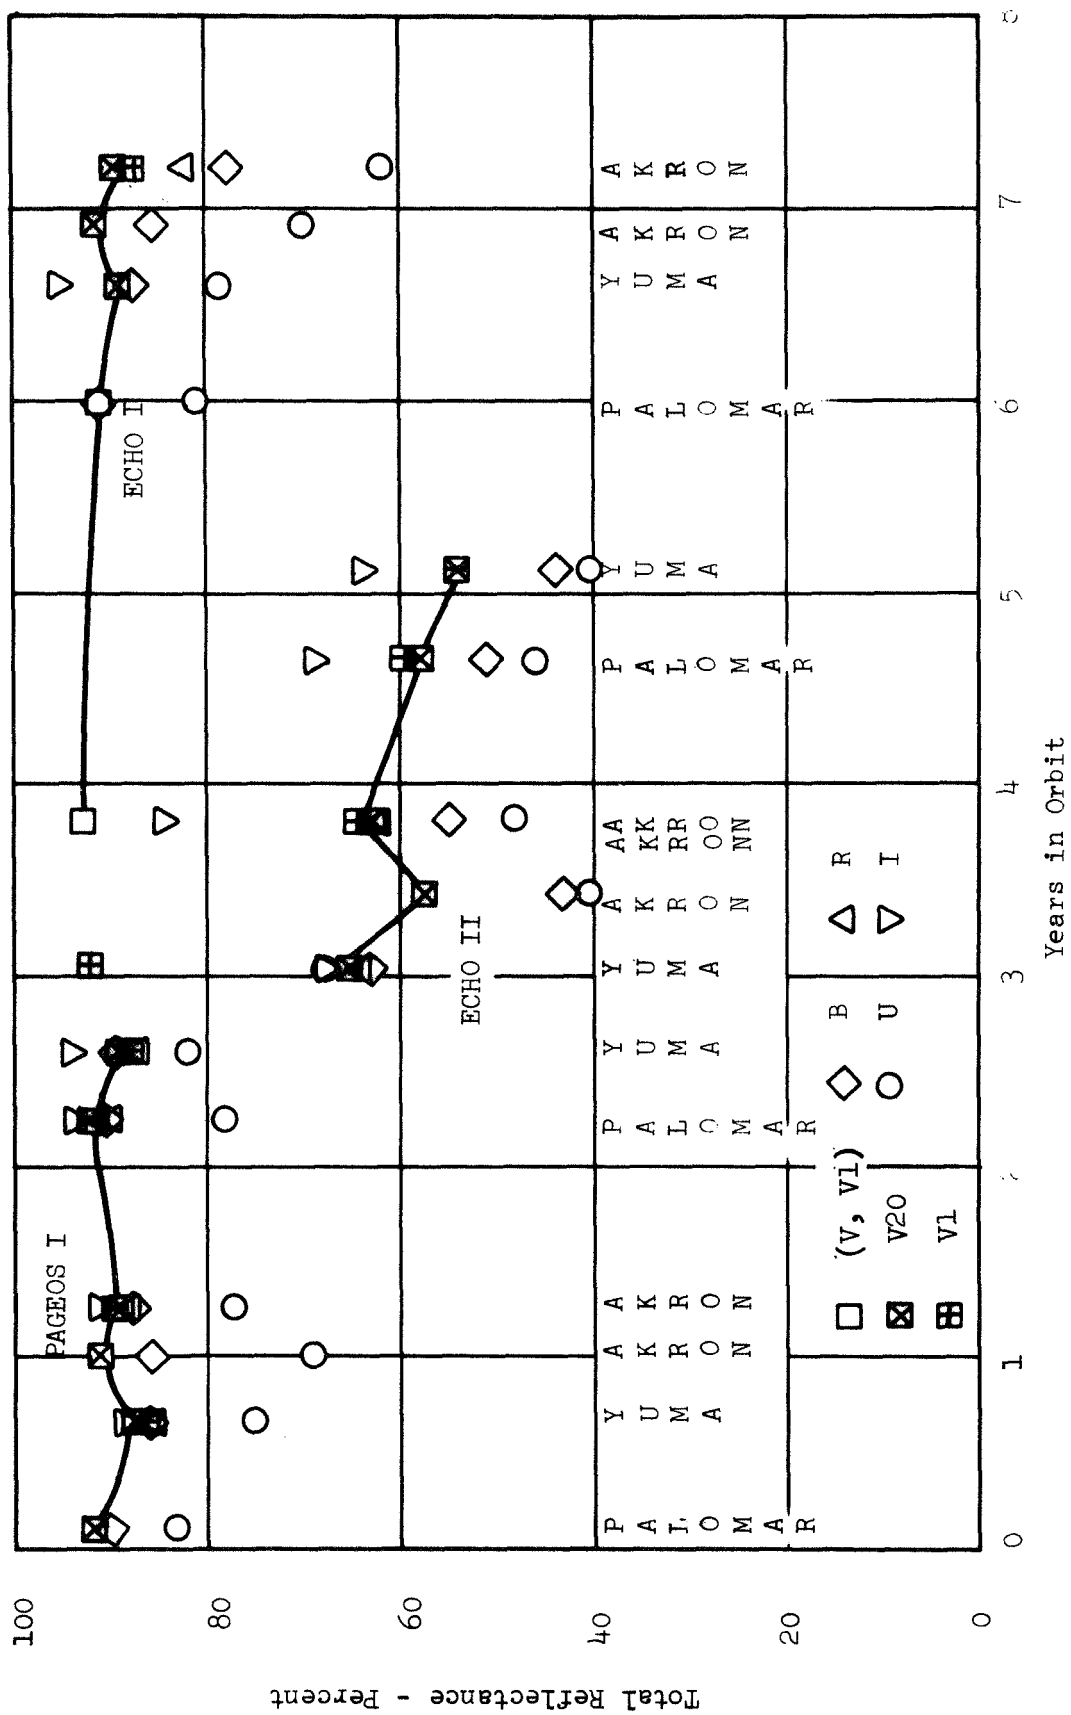 Total Reflectance - Percent
100
80
60
40
20
0
PAGEOS I
ECHO II
ECHO I
PALOMAR
YUMA
AKRON
AKRON
PALOMAR
YUMA
YUMA
AKRON
AKRON
AKRON
PALOMAR
YUMA
PALOMAR
YUMA
AKRON
AKRON
(V, Vi)
V20
V1
B
U
R
I
0
1
3
4
5
6
7
8
Years in Orbit